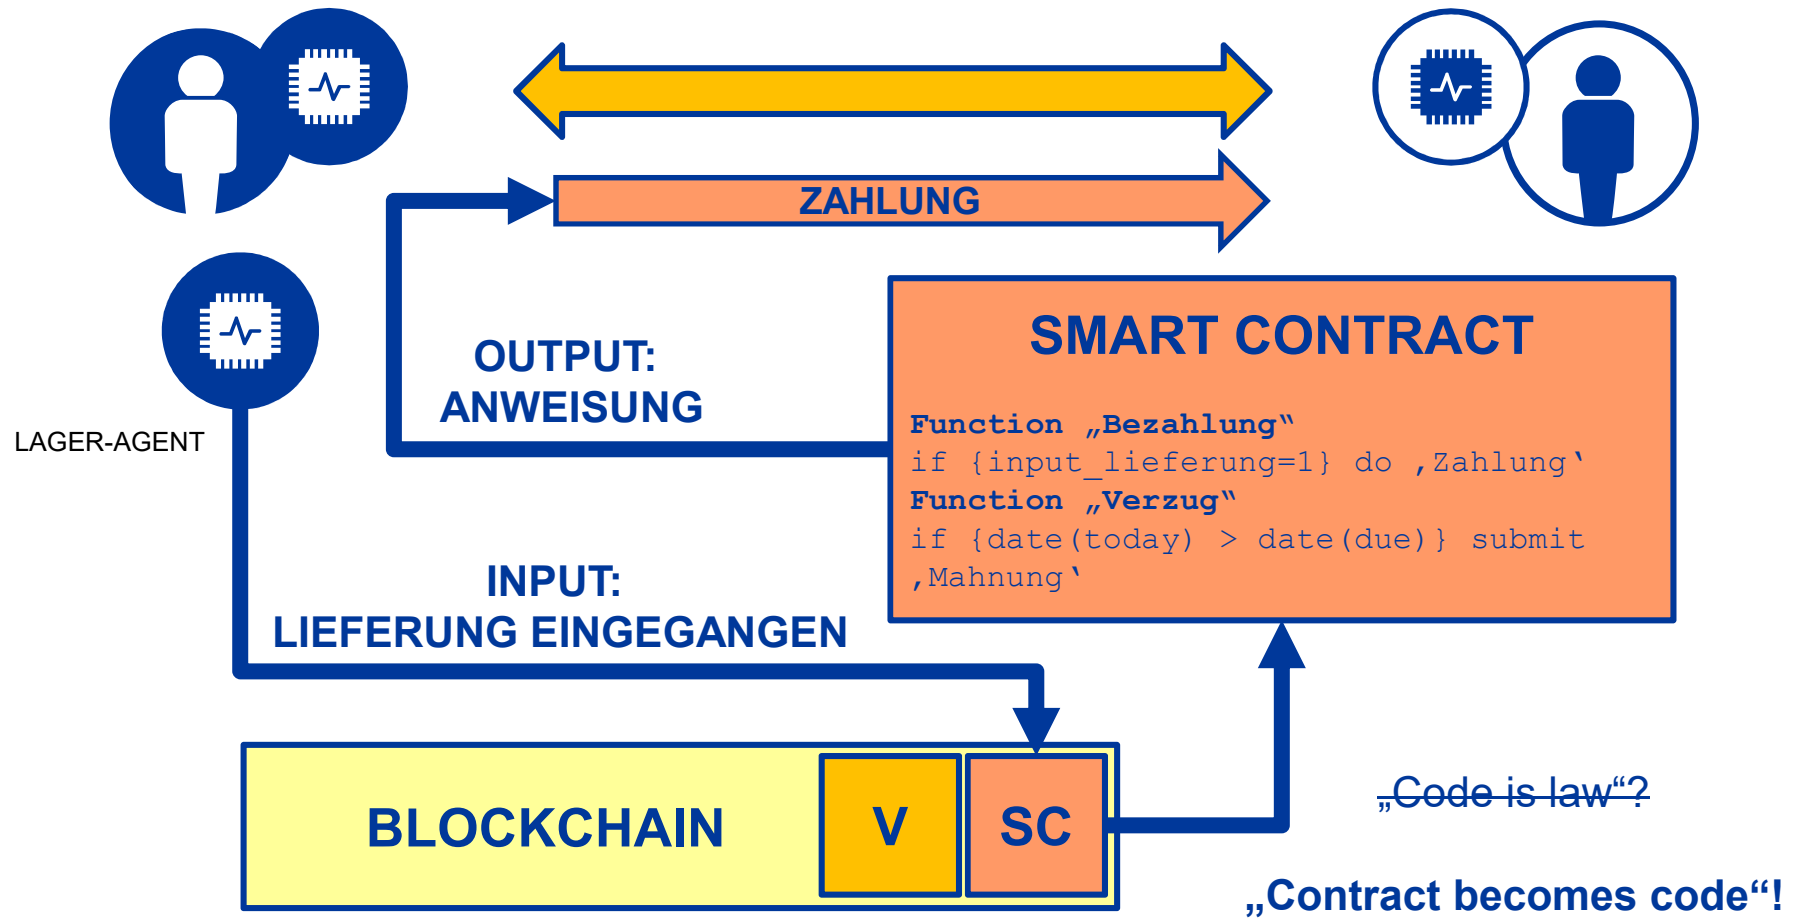 ZAHLUNG
SMART CONTRACT
OUTPUT:
ANWEISUNG
Function „Bezahlung“
if {input_lieferung=1} do ‚Zahlung‘
Function „Verzug“
if {date(today) > date(due)} submit
‚Mahnung‘
LAGER-AGENT
INPUT:
LIEFERUNG EINGEGANGEN
BLOCKCHAIN
V
SC
„Code is law“?
„Contract becomes code“!